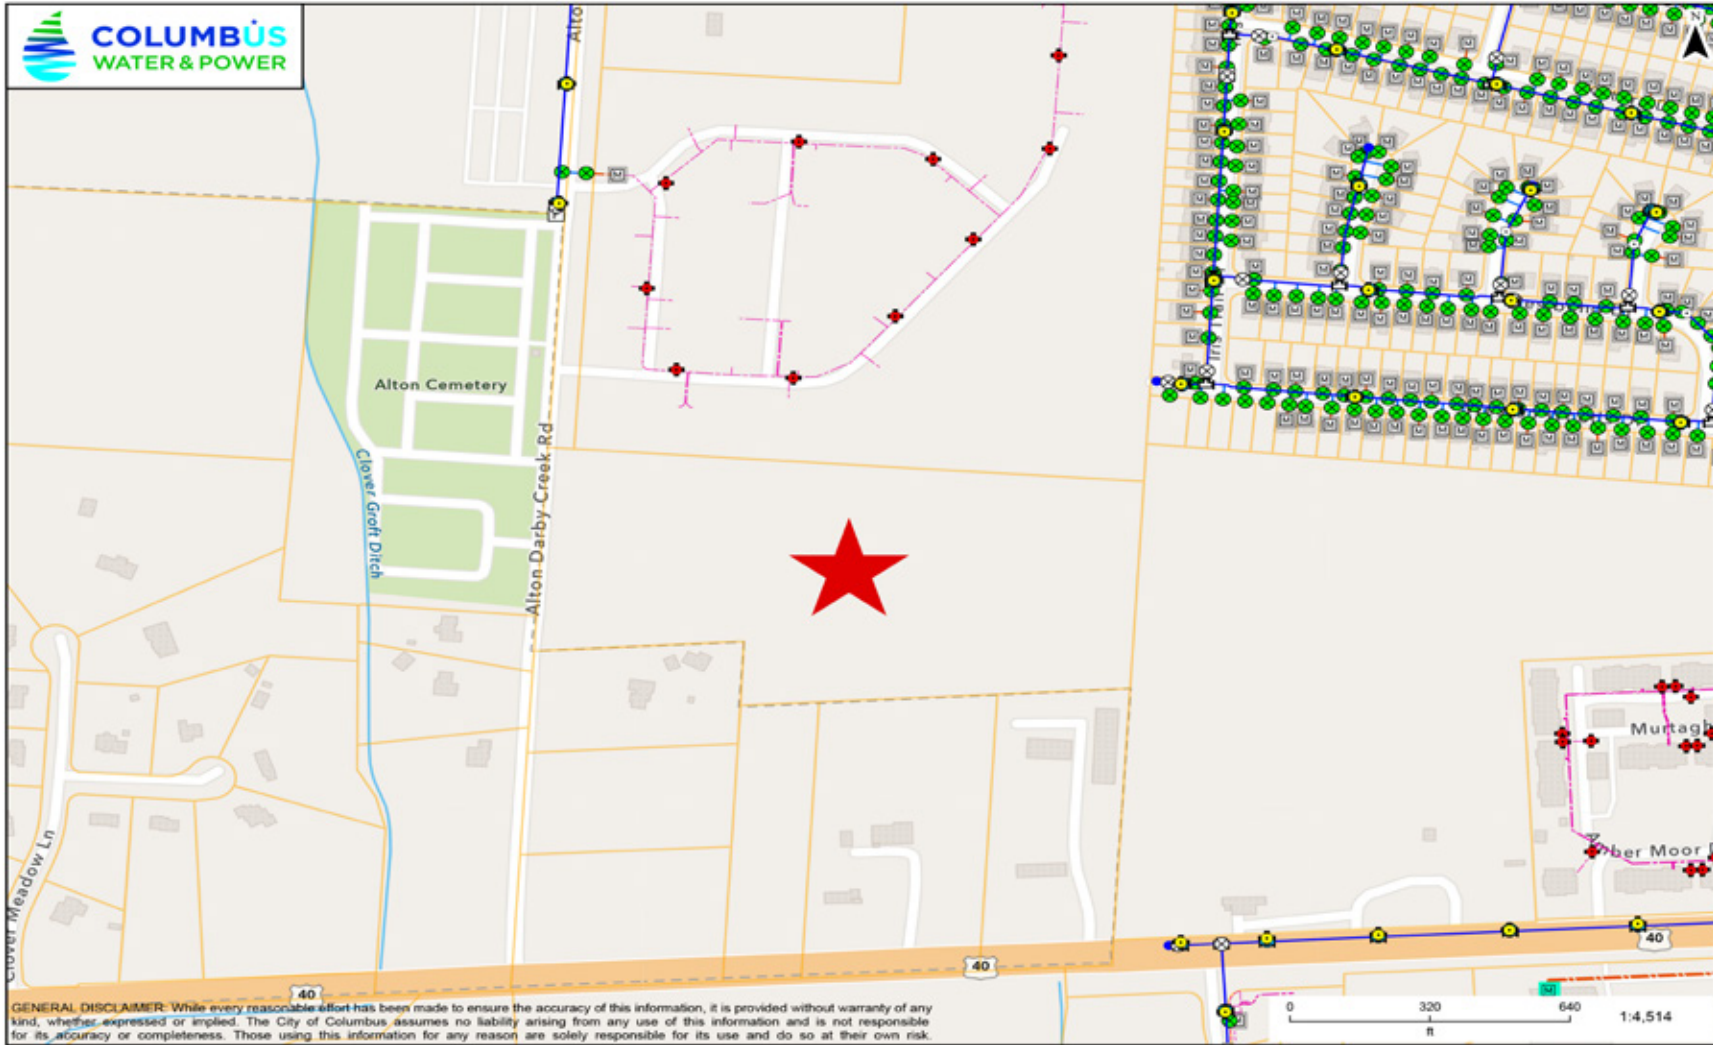 COLUMBUS
WATER & POWER
N
Alton
Alton Cemetery
Clover Groft Ditch
Alton Darby Creek Rd
Iris Trail
Murtagh
ber Moor D
Clover Meadow Ln
40
40
40
GENERAL DISCLAIMER: While every reasonable effort has been made to ensure the accuracy of this information, it is provided without warranty of any
kind, whether expressed or implied. The City of Columbus assumes no liability arising from any use of this information and is not responsible
for its accuracy or completeness. Those using this information for any reason are solely responsible for its use and do so at their own risk.
0 320 640
ft
1:4,514